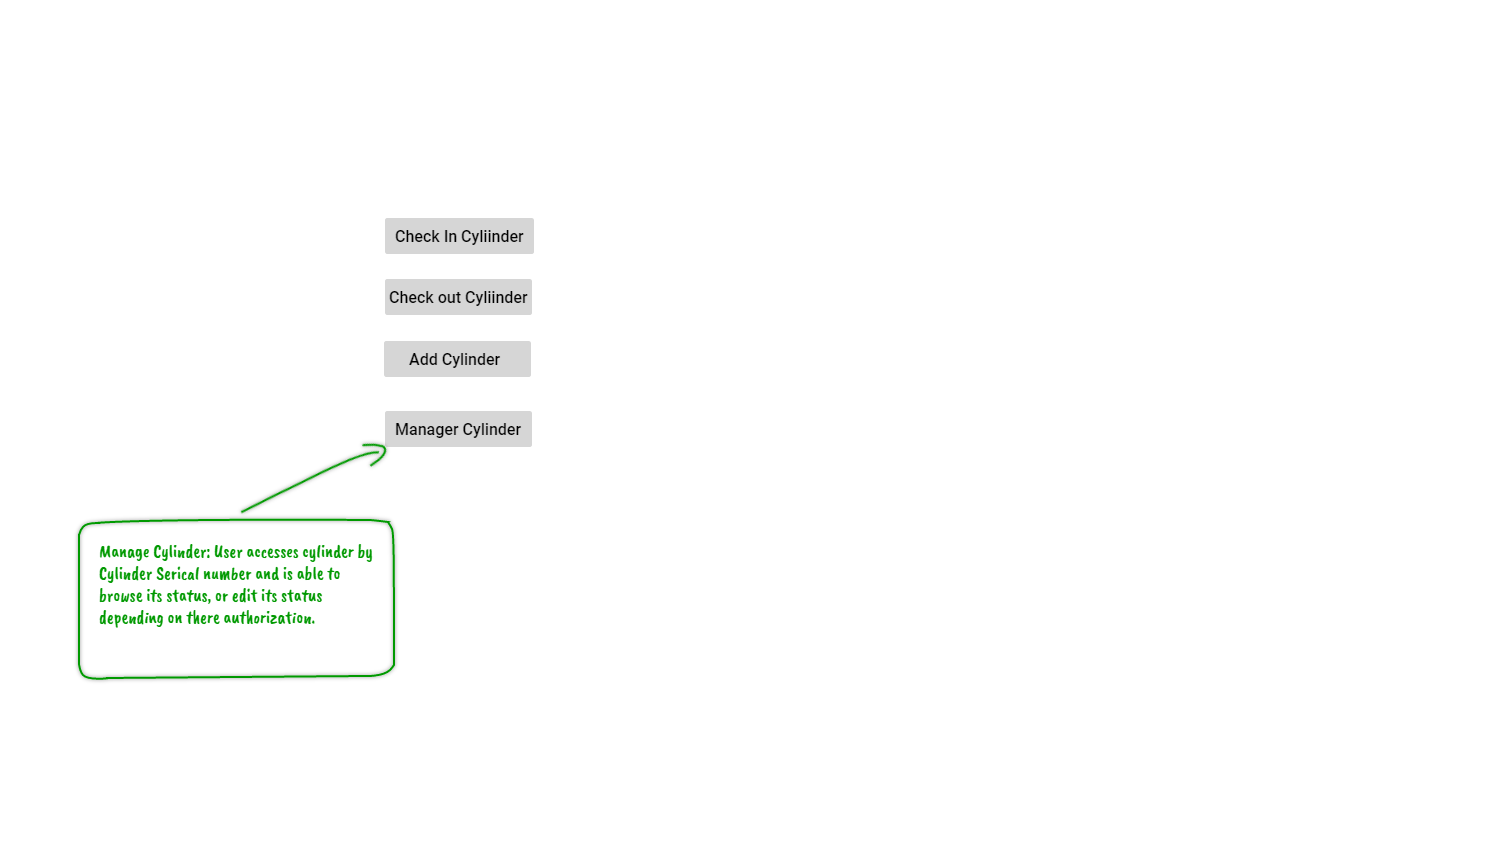 Check In Cyliinder
Check out Cyliinder
Add Cylinder
Manager Cylinder
Manage Cylinder: User accesses cylinder by
Cylinder Serical number and is able to
browse its status, or edit its status
depending on there authorization.